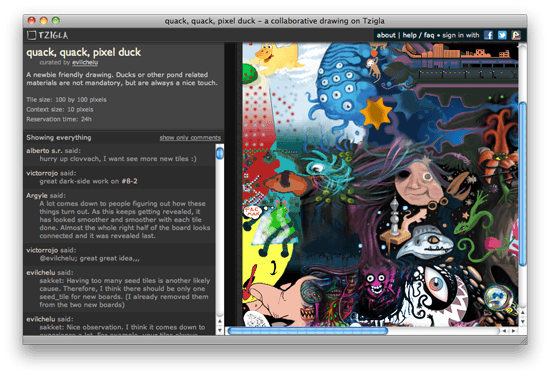 quack, quack, pixel duck – a collaborative drawing on Tzigla
TZIGLA
about | help / faq • sign in with
quack, quack, pixel duck
curated by evilchelu
A newbie friendly drawing. Ducks or other pond related
materials are not mandatory, but are always a nice touch.
Tile size: 100 by 100 pixels
Context size: 10 pixels
Reservation time: 24h
Showing everything
show only comments
alberto s.r. said:
hurry up clovvach, I want see more new tiles :)
victorrojo said:
great dark-side work on #8-2
Argyle said:
A lot comes down to people figuring out how these
things turn out. As this keeps getting revealed, it
has looked smoother and smoother with each tile
done. Almost the whole right half of the board looks
connected and it was revealed last.
victorrojo said:
@evilchelu; great great idea,,,
evilchelu said:
sakket: Having too many seed tiles is another likely
cause. Therefore, I think there should be only one
seed_tile for new boards. (I already removed them
from the two new boards)
evilchelu said:
sakket: Nice observation. I think it comes down to
PAC
MAN